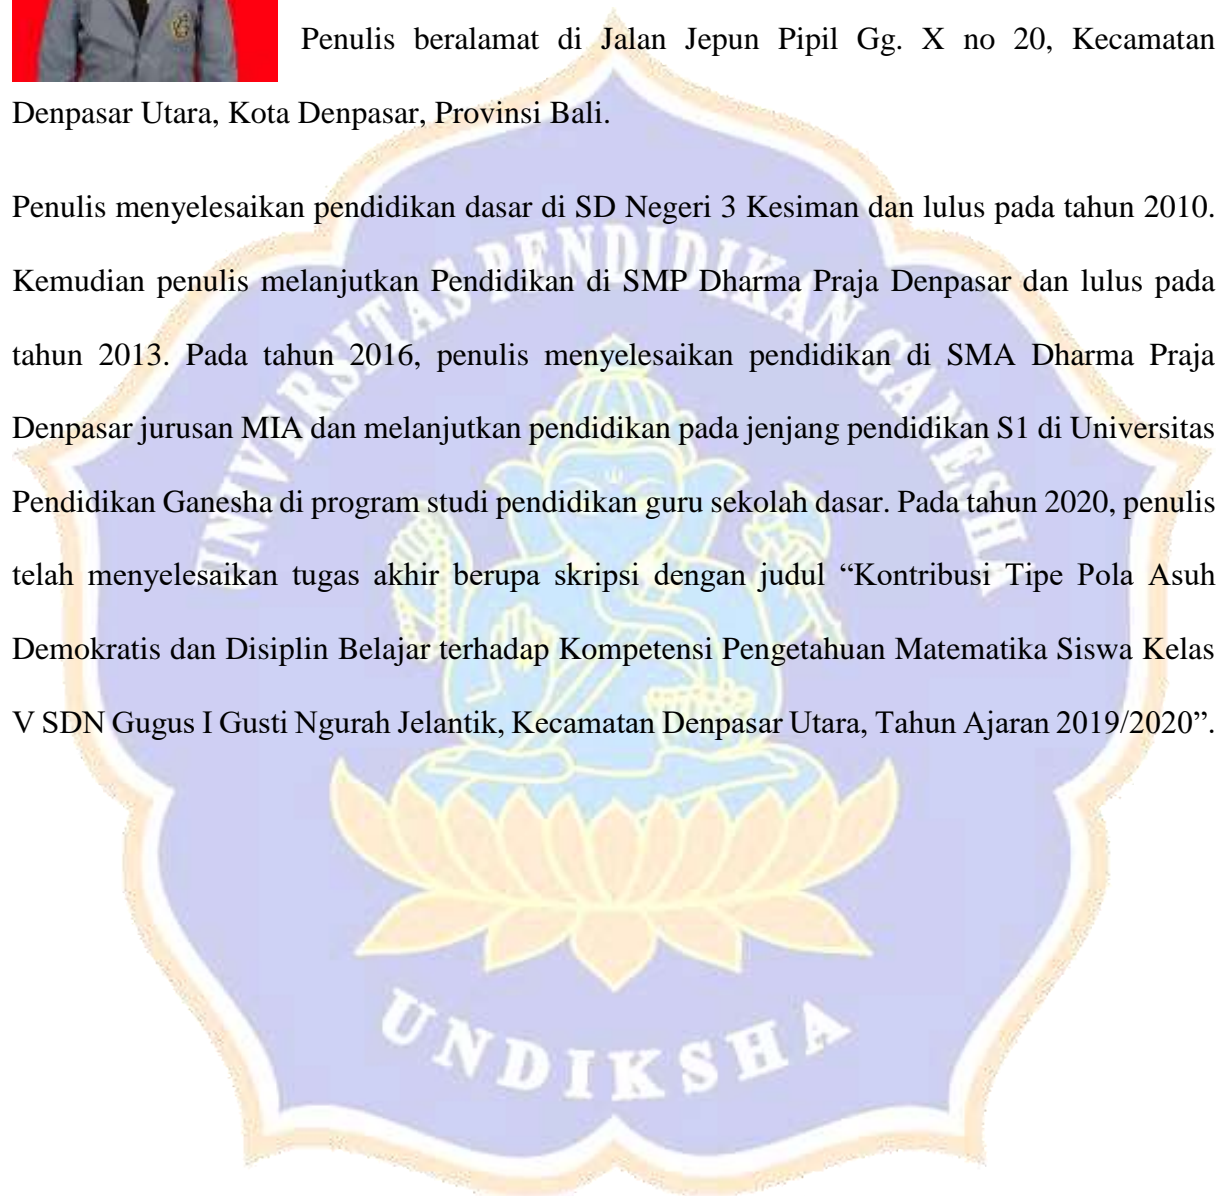 Penulis beralamat di Jalan Jepun Pipil Gg. X no 20, Kecamatan
Denpasar Utara, Kota Denpasar, Provinsi Bali.
Penulis menyelesaikan pendidikan dasar di SD Negeri 3 Kesiman dan lulus pada tahun 2010.
Kemudian penulis melanjutkan Pendidikan di SMP Dharma Praja Denpasar dan lulus pada
tahun 2013. Pada tahun 2016, penulis menyelesaikan pendidikan di SMA Dharma Praja
Denpasar jurusan MIA dan melanjutkan pendidikan pada jenjang pendidikan S1 di Universitas
Pendidikan Ganesha di program studi pendidikan guru sekolah dasar. Pada tahun 2020, penulis
telah menyelesaikan tugas akhir berupa skripsi dengan judul “Kontribusi Tipe Pola Asuh
Demokratis dan Disiplin Belajar terhadap Kompetensi Pengetahuan Matematika Siswa Kelas
V SDN Gugus I Gusti Ngurah Jelantik, Kecamatan Denpasar Utara, Tahun Ajaran 2019/2020”.
UNIVERSITAS PENDIDIKAN GANESHA
UNDIKSHA